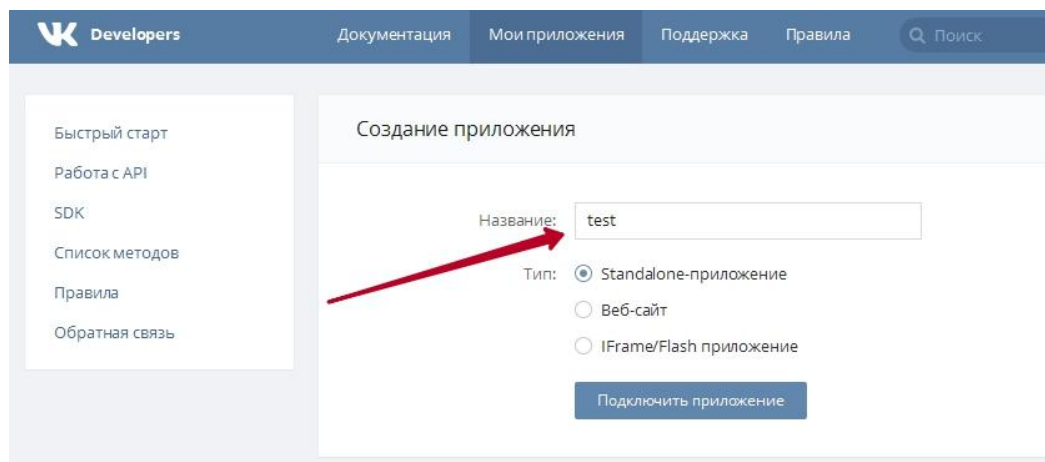 VK Developers Документация Мои приложения Поддержка Правила Поиск
Быстрый старт
Работа с API
SDK
Список методов
Правила
Обратная связь
Создание приложения
Название: test
Тип: Standalone-приложение
Веб-сайт
IFrame/Flash приложение
Подключить приложение